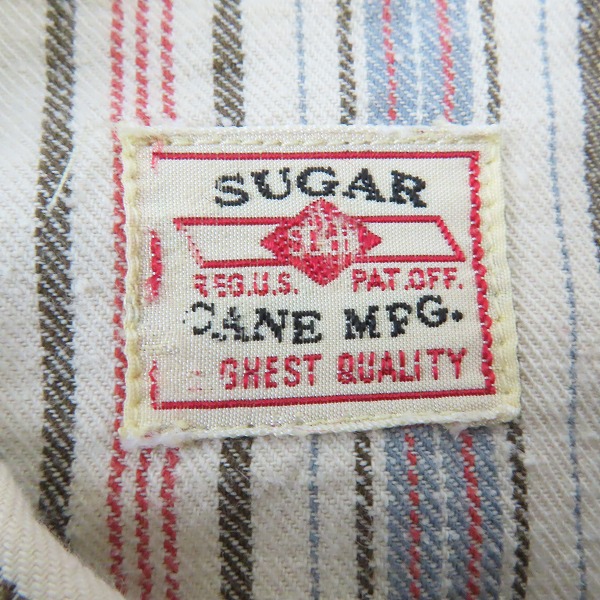 SUGAR
REG.U.S. PAT.OFF.
CANE MFG.
GHEST QUALITY